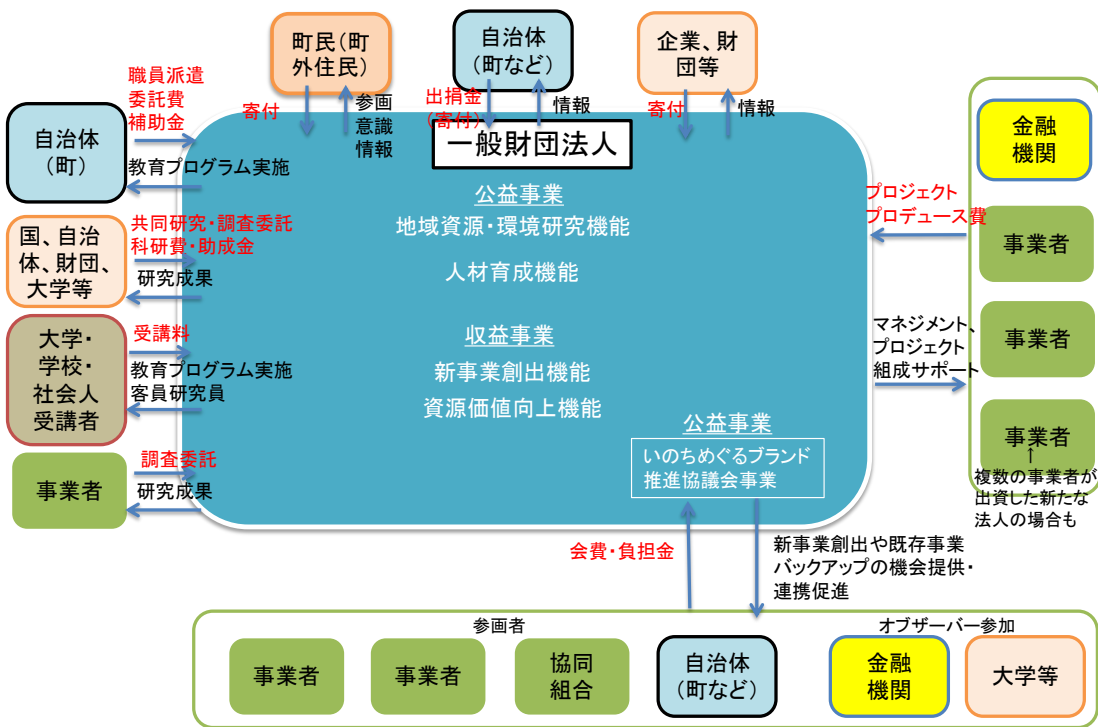 町民(町
外住民)
自治体
(町など)
企業、財
団等
職員派遣
委託費
補助金
寄付
参画
意識
情報
出捐金
(寄付)
情報
寄付
情報
自治体
(町)
教育プログラム実施
一般財団法人
金融
機関
公益事業
地域資源・環境研究機能
人材育成機能
プロジェクト
プロデュース費
事業者
国、自治
体、財団、
大学等
共同研究・調査委託
科研費・助成金
研究成果
収益事業
新事業創出機能
資源価値向上機能
マネジメント、
プロジェクト
組成サポート
事業者
大学・
学校・
社会人
受講者
受講料
教育プログラム実施
客員研究員
公益事業
いのちめぐるブランド
推進協議会事業
事業者
↑
複数の事業者が
出資した新たな
法人の場合も
事業者
調査委託
研究成果
会費・負担金
新事業創出や既存事業
バックアップの機会提供・
連携促進
参画者
オブザーバー参加
事業者
事業者
協同
組合
自治体
(町など)
金融
機関
大学等